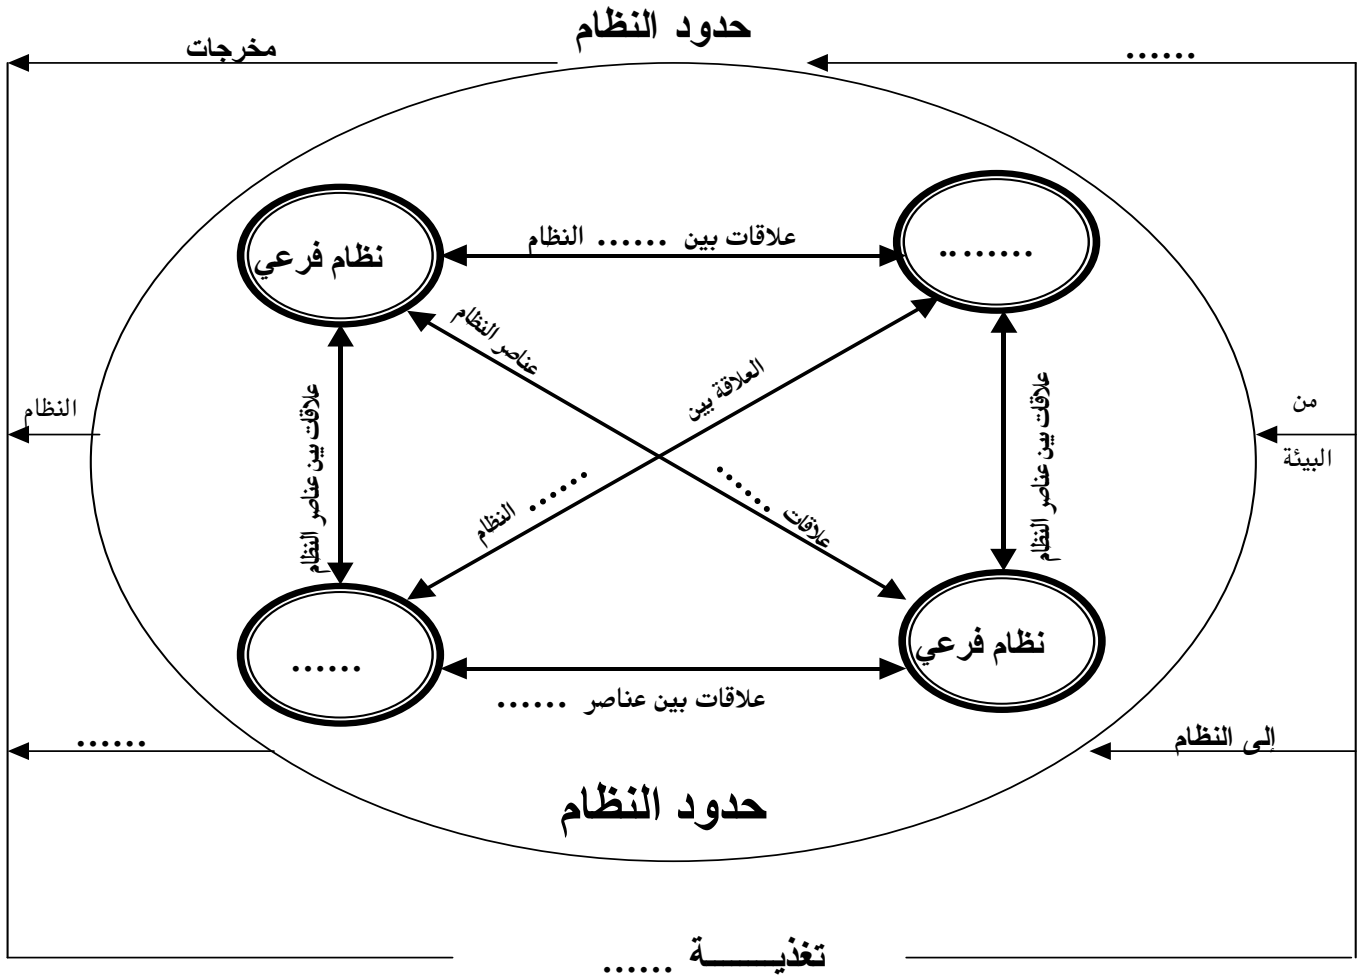 حدود النظام
......
مخرجات
علاقات بين ...... النظام
.. ......
نظام فرعي
عناصر النظام
العلاقة بين
علاقات بين عناصر النظام
علاقات بين عناصر النظام
من
البيئة
النظام
...... النظام
علاقات ......
نظام فرعي
......
علاقات بين عناصر ......
إلى النظام
......
حدود النظام
تغذيــــــة ......